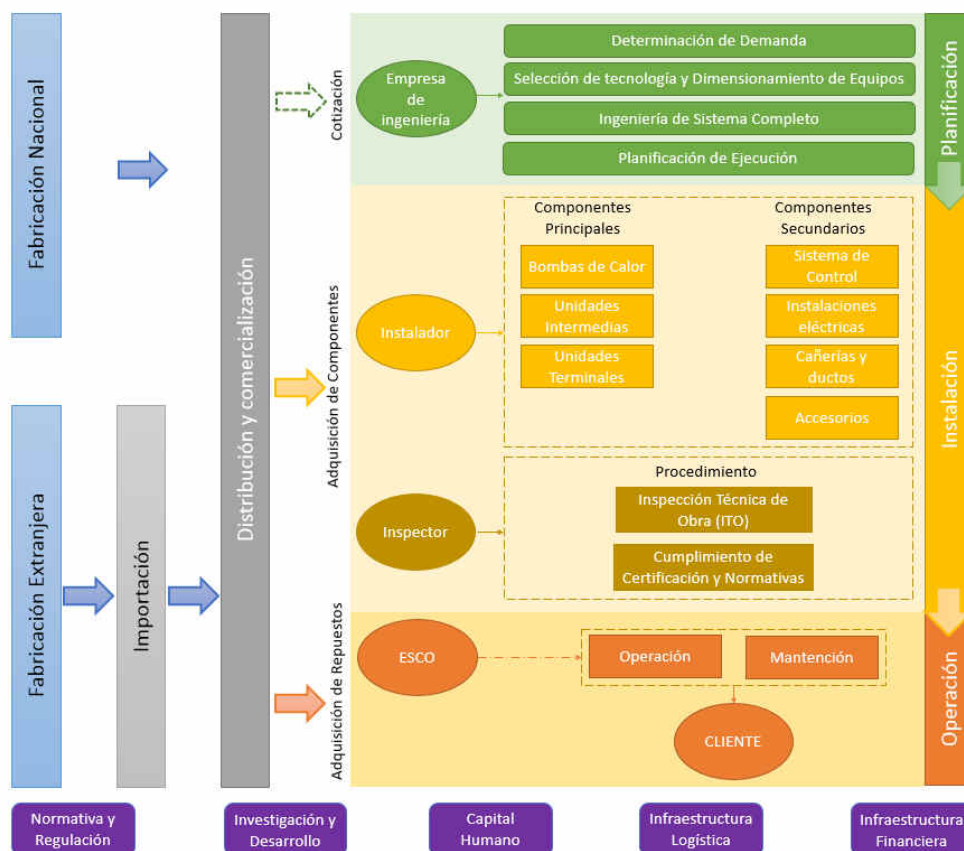 Fabricación Nacional
Fabricación Extranjera
Importación
Distribución y comercialización
Cotización
Empresa
de
ingeniería
Determinación de Demanda
Selección de tecnología y Dimensionamiento de Equipos
Ingeniería de Sistema Completo
Planificación de Ejecución
Planificación
Adquisición de Componentes
Instalador
Componentes
Principales
Bombas de Calor
Unidades
Intermedias
Unidades
Terminales
Componentes
Secundarios
Sistema de
Control
Instalaciones
eléctricas
Cañerías y
ductos
Accesorios
Instalación
Inspector
Procedimiento
Inspección Técnica de
Obra (ITO)
Cumplimiento de
Certificación y Normativas
Adquisición de Repuestos
ESCO
Operación
Mantención
CLIENTE
Operación
Normativa y
Regulación
Investigación y
Desarrollo
Capital
Humano
Infraestructura
Logística
Infraestructura
Financiera